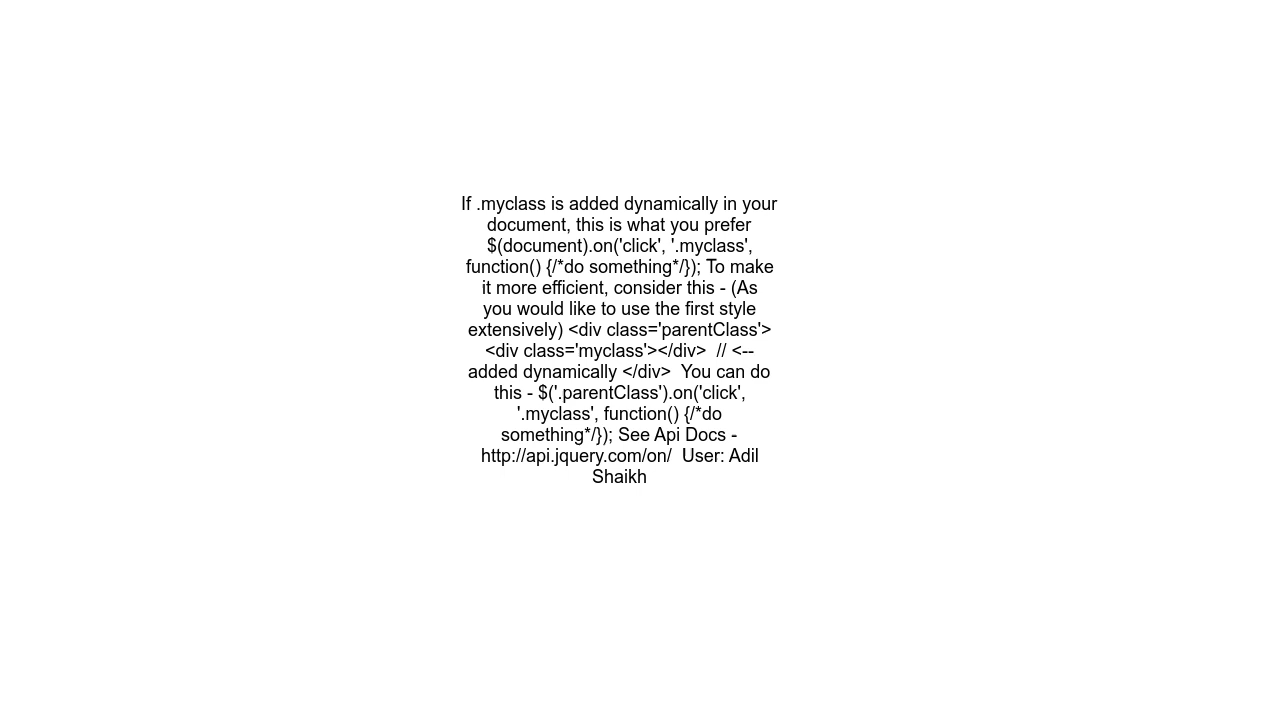 If .myclass is added dynamically in your
document, this is what you prefer
$(document).on('click', '.myclass',
function() {/*do something*/}); To make
it more efficient, consider this - (As
you would like to use the first style
extensively) <div class='parentClass'>
<div class='myclass'></div>  // <--
added dynamically </div>  You can do
this - $('.parentClass').on('click',
'.myclass', function() {/*do
something*/}); See Api Docs -
http://api.jquery.com/on/  User: Adil
Shaikh